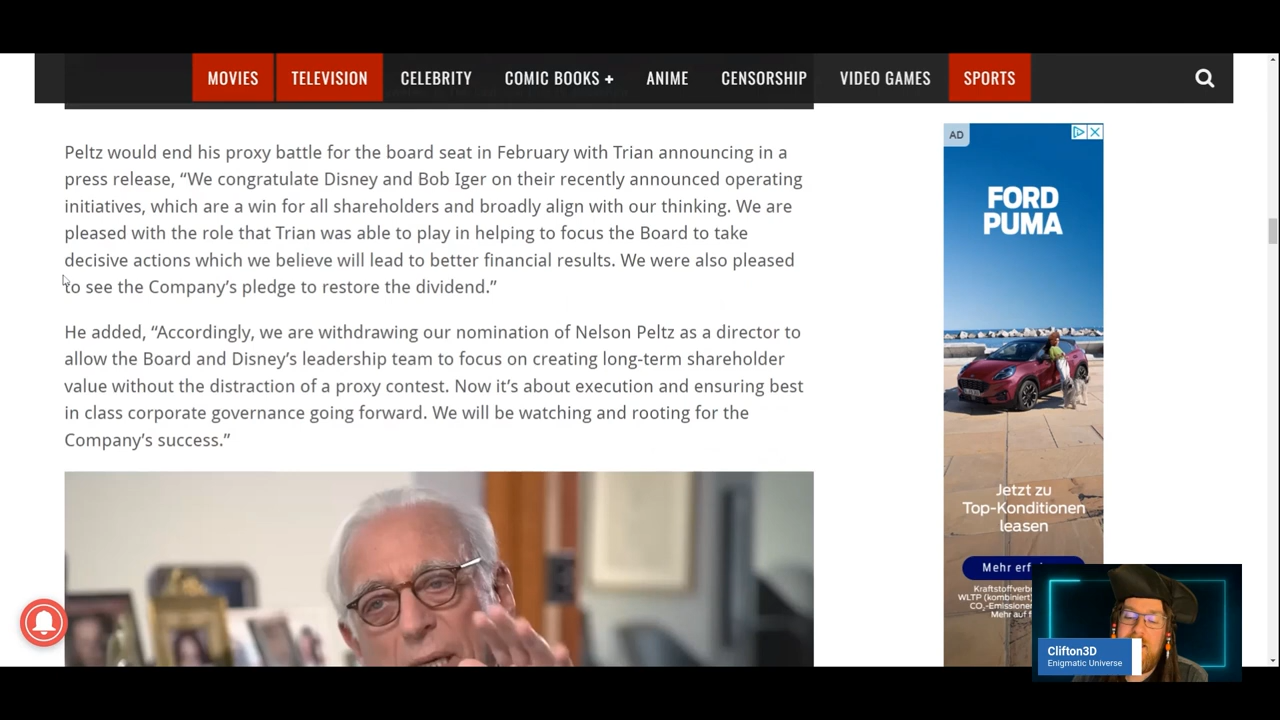 MOVIES TELEVISION CELEBRITY COMIC BOOKS + ANIME CENSORSHIP VIDEO GAMES SPORTS
Peltz would end his proxy battle for the board seat in February with Trian announcing in a
press release, “We congratulate Disney and Bob Iger on their recently announced operating
initiatives, which are a win for all shareholders and broadly align with our thinking. We are
pleased with the role that Trian was able to play in helping to focus the Board to take
decisive actions which we believe will lead to better financial results. We were also pleased
to see the Company’s pledge to restore the dividend.”
He added, “Accordingly, we are withdrawing our nomination of Nelson Peltz as a director to
allow the Board and Disney’s leadership team to focus on creating long-term shareholder
value without the distraction of a proxy contest. Now it’s about execution and ensuring best
in class corporate governance going forward. We will be watching and rooting for the
Company’s success.”
AD
FORD
PUMA
Jetzt zu
Top-Konditionen
leasen
Mehr
WLTP (kombiniert)
Mehr auf
Clifton3D
Enigmatic Universe